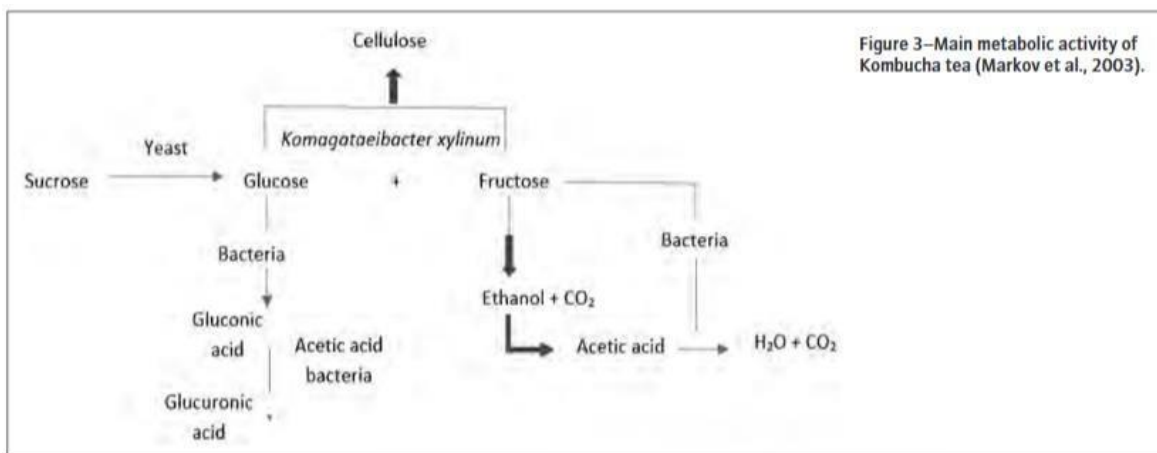 Cellulose
Figure 3–Main metabolic activity of
Kombucha tea (Markov et al., 2003).
Komagataeibacter xylinum
Yeast
Sucrose
Glucose
+
Fructose
Bacteria
Bacteria
Ethanol + CO₂
Gluconic
acid
Acetic acid
bacteria
Acetic acid
H₂O + CO₂
Glucuronic
acid